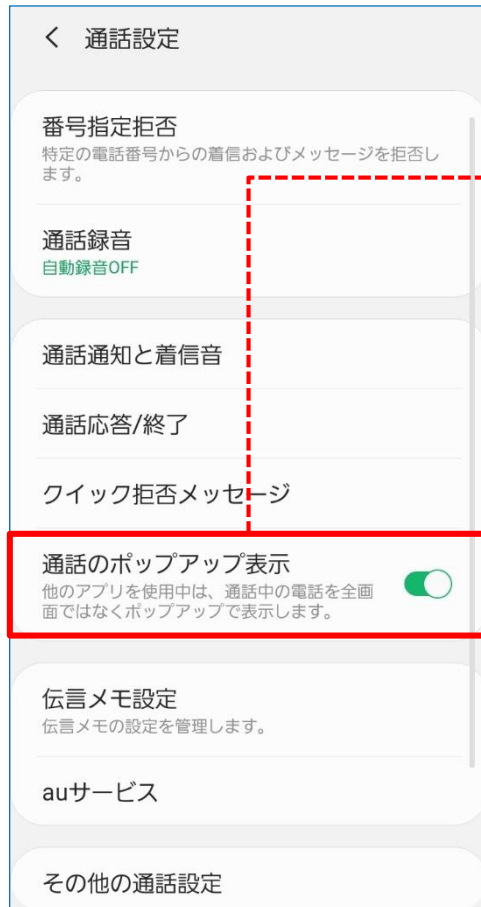 通話設定
番号指定拒否
特定の電話番号からの着信およびメッセージを拒否し
ます。
通話録音
自動録音OFF
通話通知と着信音
通話応答/終了
クイック拒否メッセージ
通話のポップアップ表示
他のアプリを使用中は、通話中の電話を全画
面ではなくポップアップで表示します。
伝言メモ設定
伝言メモの設定を管理します。
auサービス
その他の通話設定